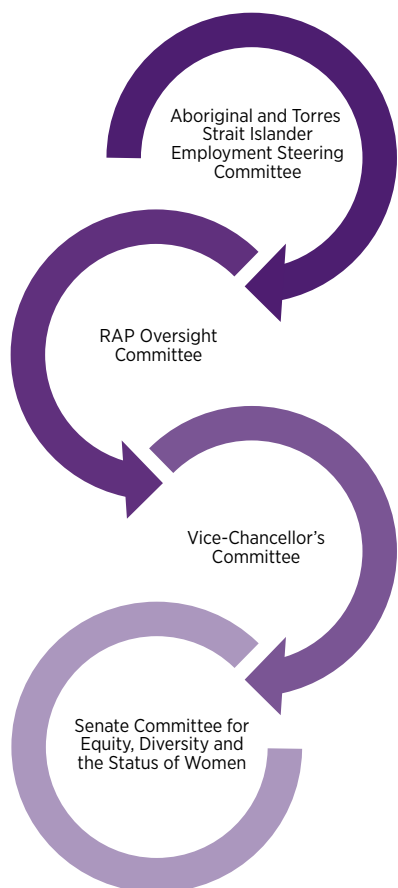 Aboriginal and Torres
Strait Islander
Employment Steering
Committee
RAP Oversight
Committee
Vice-Chancellor’s
Committee
Senate Committee for
Equity, Diversity and
the Status of Women